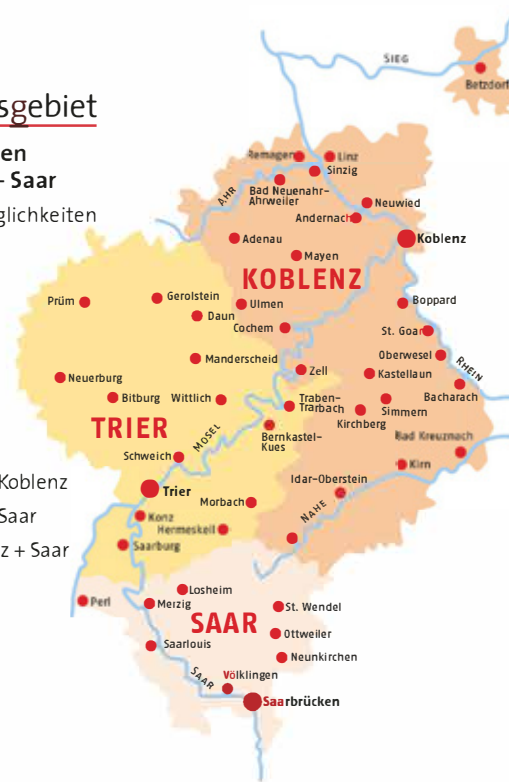 sgebiet
en
- Saar
glichkeiten
Koblenz
Saar
z + Saar
SIEG
Betzdorf
Remagen
Linz
Sinzig
AHR
Bad Neuenahr-
Ahrweiler
Neuwied
Andernach
Adenau
Koblenz
Mayen
KOBLENZ
Prüm
Gerolstein
Ulmen
Boppard
Daun
Cochem
St. Goar
Manderscheid
Oberwesel
RHEIN
Zell
Kastellaun
Neuerburg
Bacharach
Bitburg
Wittlich
Traben-
Trarbach
Simmern
Kirchberg
TRIER
MOSEL
Bernkastel-
Kues
Bad Kreuznach
Schweich
Kirn
Idar-Oberstein
Trier
Morbach
NAHE
Konz
Hermeskeil
Saarburg
Losheim
Perl
Merzig
St. Wendel
SAAR
Ottweiler
Saarlouis
Neunkirchen
SAAR
Völklingen
Saarbrücken